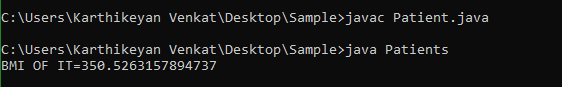 C:\Users\Karthikeyan Venkat\Desktop\Sample>javac Patient.java
C:\Users\Karthikeyan Venkat\Desktop\Sample>java Patients
BMI OF IT=350.5263157894737